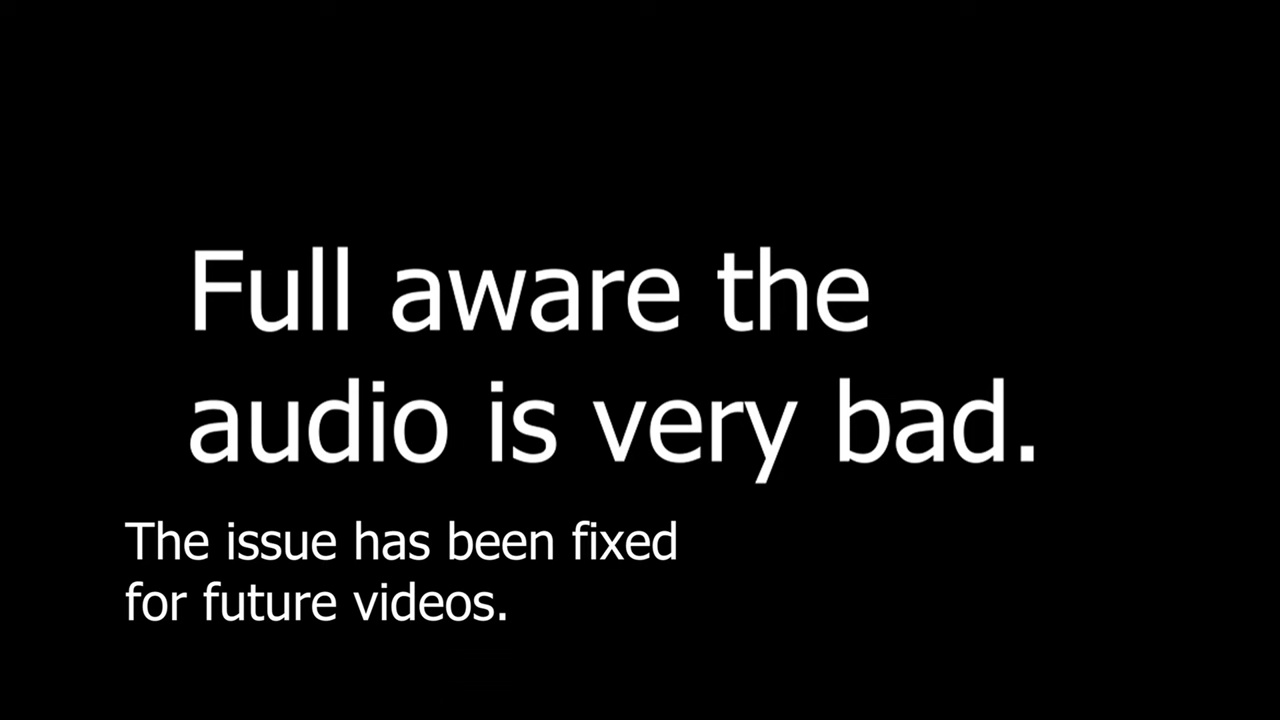 Full aware the
audio is very bad.
The issue has been fixed
for future videos.